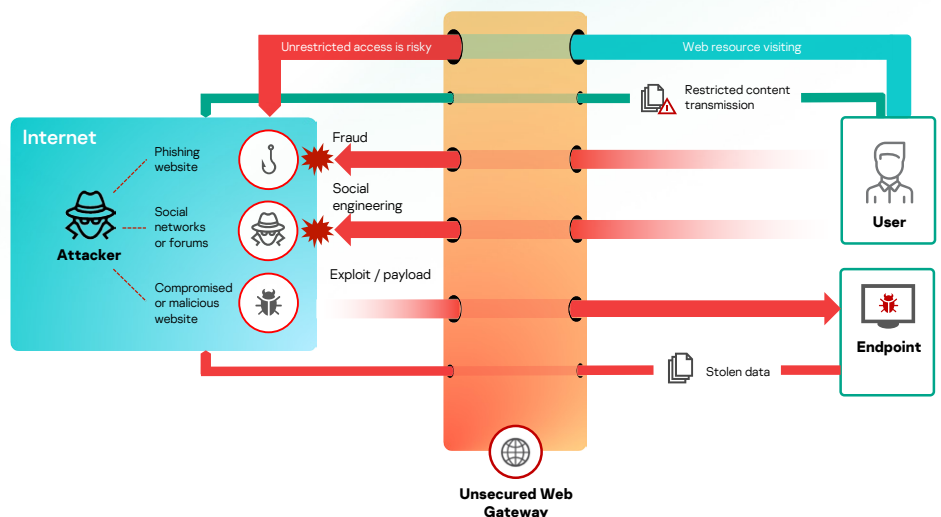 Unrestricted access is risky
Web resource visiting
Restricted content
transmission
Internet
Phishing
website
Fraud
Social
engineering
Social
networks
or forums
Attacker
User
Exploit / payload
Compromised
or malicious
website
Endpoint
Stolen data
Unsecured Web
Gateway